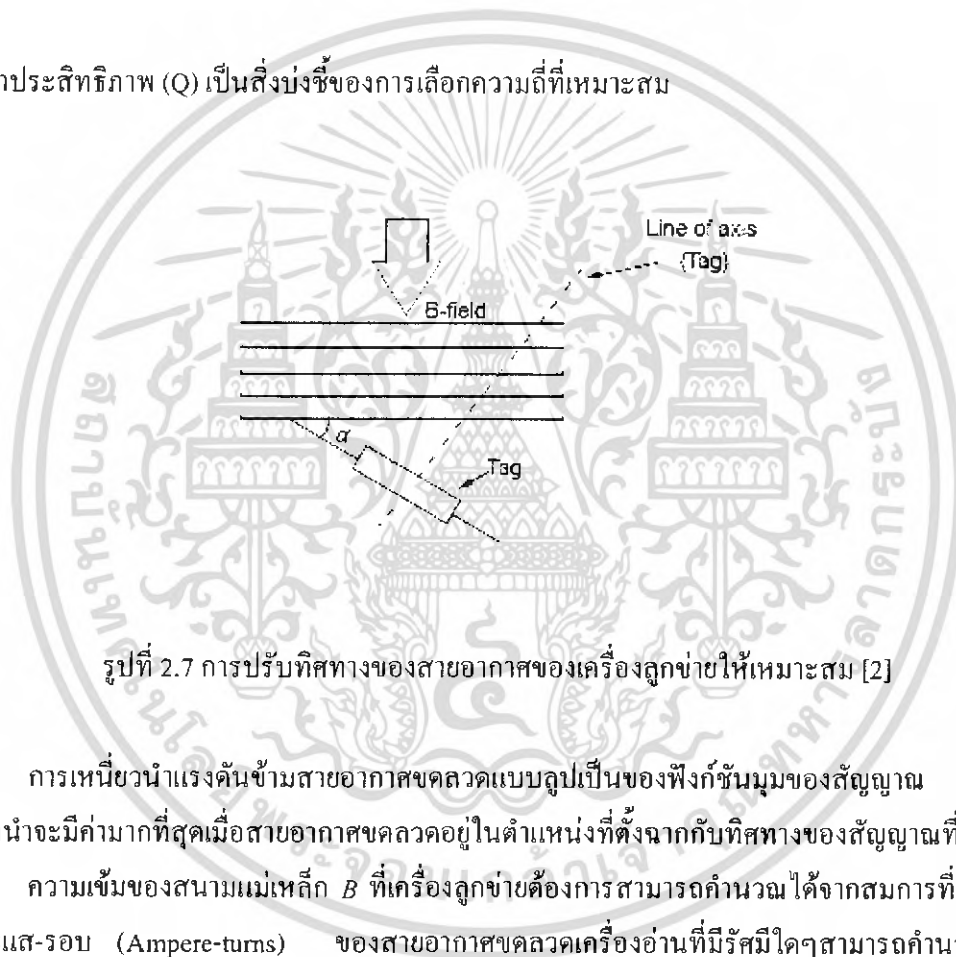 าประสิทธิภาพ (Q) เป็นสิ่งบ่งชี้ของการเลือกความถี่ที่เหมาะสม
Line of axis
(Tag)
B-field
α
Tag
รูปที่ 2.7 การปรับทิศทางของสายอากาศของเครื่องลูกข่ายให้เหมาะสม [2]
การเหนี่ยวนำแรงดันข้ามสายอากาศขดลวดแบบลูปเป็นของฟังก์ชันมุมของสัญญาณ
นำจะมีค่ามากที่สุดเมื่อสายอากาศขดลวดอยู่ในตำแหน่งที่ตั้งฉากกับทิศทางของสัญญาณที่
ความเข้มของสนามแม่เหล็ก B ที่เครื่องลูกข่ายต้องการสามารถคำนวณได้จากสมการที่
แส-รอบ (Ampere-turns) ของสายอากาศขดลวดเครื่องอ่านที่มีรัศมีใดๆสามารถคำนว